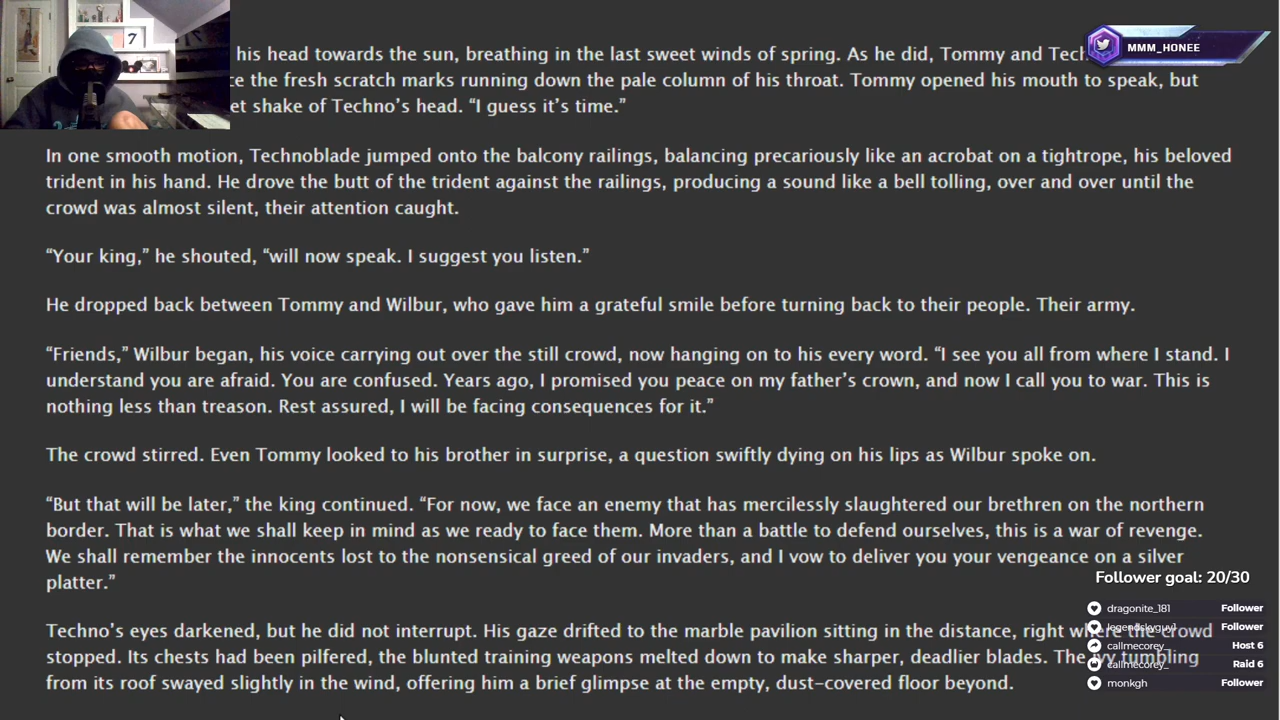 7
MMM_HONEE
his head towards the sun, breathing in the last sweet winds of spring. As he did, Tommy and
the fresh scratch marks running down the pale column of his throat. Tommy opened his mouth to speak, but
shake of Techno's head. “I guess it's time.”
In one smooth motion, Technoblade jumped onto the balcony railings, balancing precariously like an acrobat on a tightrope, his beloved
trident in his hand. He drove the butt of the trident against the railings, producing a sound like a bell tolling, over and over until the
crowd was almost silent, their attention caught.
“Your king,” he shouted, “will now speak. I suggest you listen.”
He dropped back between Tommy and Wilbur, who gave him a grateful smile before turning back to their people. Their army.
“Friends,” Wilbur began, his voice carrying out over the still crowd, now hanging on to his every word. “I see you all from where I stand. I
understand you are afraid. You are confused. Years ago, I promised you peace on my father's crown, and now I call you to war. This is
nothing less than treason. Rest assured, I will be facing consequences for it.”
The crowd stirred. Even Tommy looked to his brother in surprise, a question swiftly dying on his lips as Wilbur spoke on.
“But that will be later,” the king continued. “For now, we face an enemy that has mercilessly slaughtered our brethren on the northern
border. That is what we shall keep in mind as we ready to face them. More than a battle to defend ourselves, this is a war of revenge.
We shall remember the innocents lost to the nonsensical greed of our invaders, and I vow to deliver you your vengeance on a silver
platter.”
Techno's eyes darkened, but he did not interrupt. His gaze drifted to the marble pavilion sitting in the distance, right where the crowd
stopped. Its chests had been pilfered, the blunted training weapons melted down to make sharper, deadlier blades. The ivy tumbling
from its roof swayed slightly in the wind, offering him a brief glimpse at the empty, dust-covered floor beyond.
Follower goal: 20/30
dragonite_181 Follower
Follower
callmecorey_ Host 6
callmecorey_ Raid 6
monkgh Follower